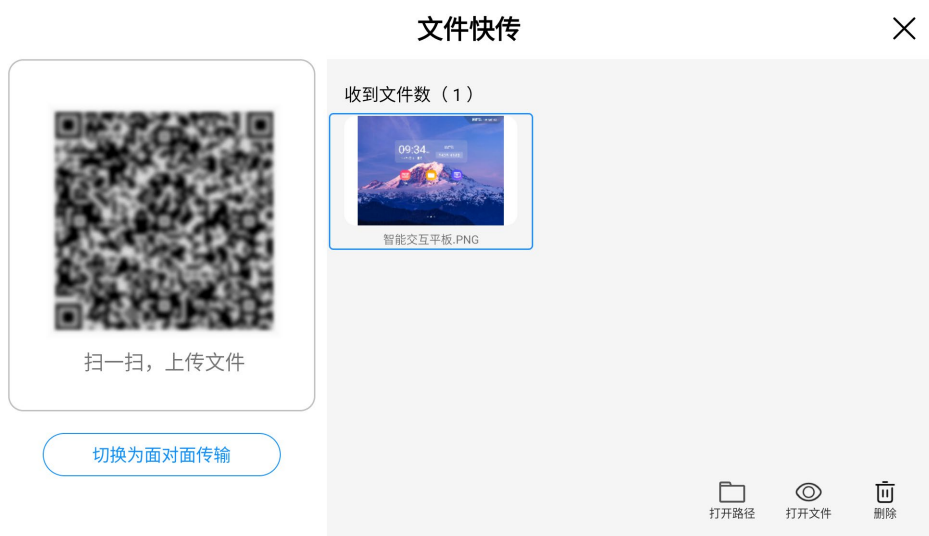 文件快传
扫一扫，上传文件
切换为面对面传输
收到文件数（1）
09:34
智能交互平板.PNG
打开路径
打开文件
删除